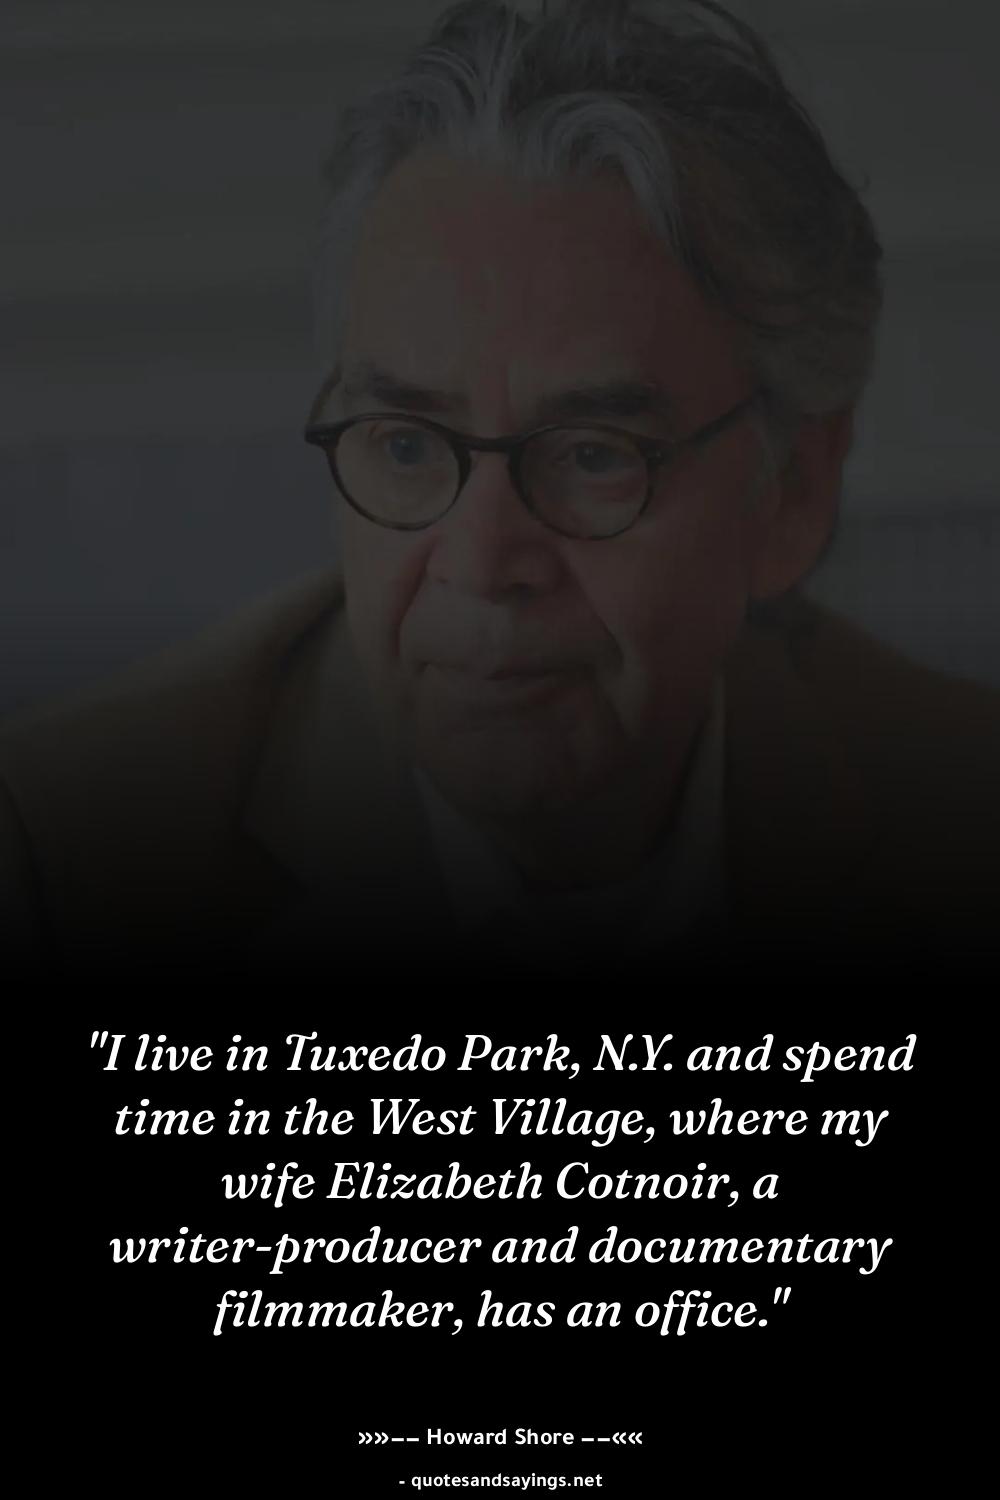 "I live in Tuxedo Park, N.Y. and spend
time in the West Village, where my
wife Elizabeth Cotnoir, a
writer-producer and documentary
filmmaker, has an office."
»»−− Howard Shore −−««
- quotesandsayings.net